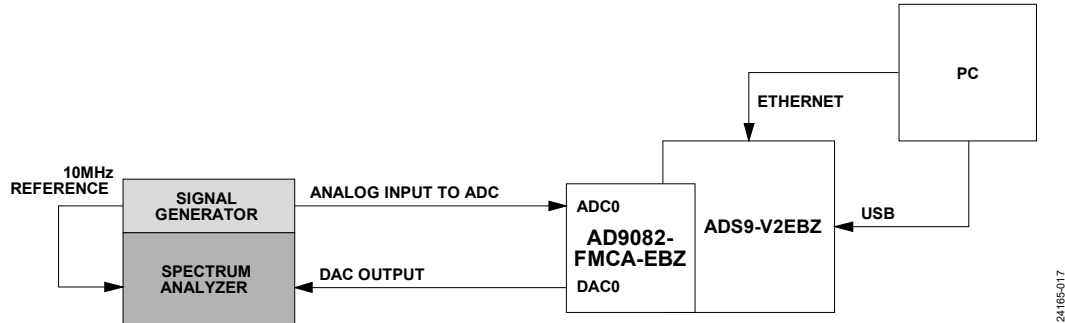 PC
ETHERNET
10MHz
REFERENCE
SIGNAL
GENERATOR
ANALOG INPUT TO ADC
ADC0
AD9082-
FMCA-EBZ
DAC0
ADS9-V2EBZ
USB
SPECTRUM
ANALYZER
DAC OUTPUT
24165-017